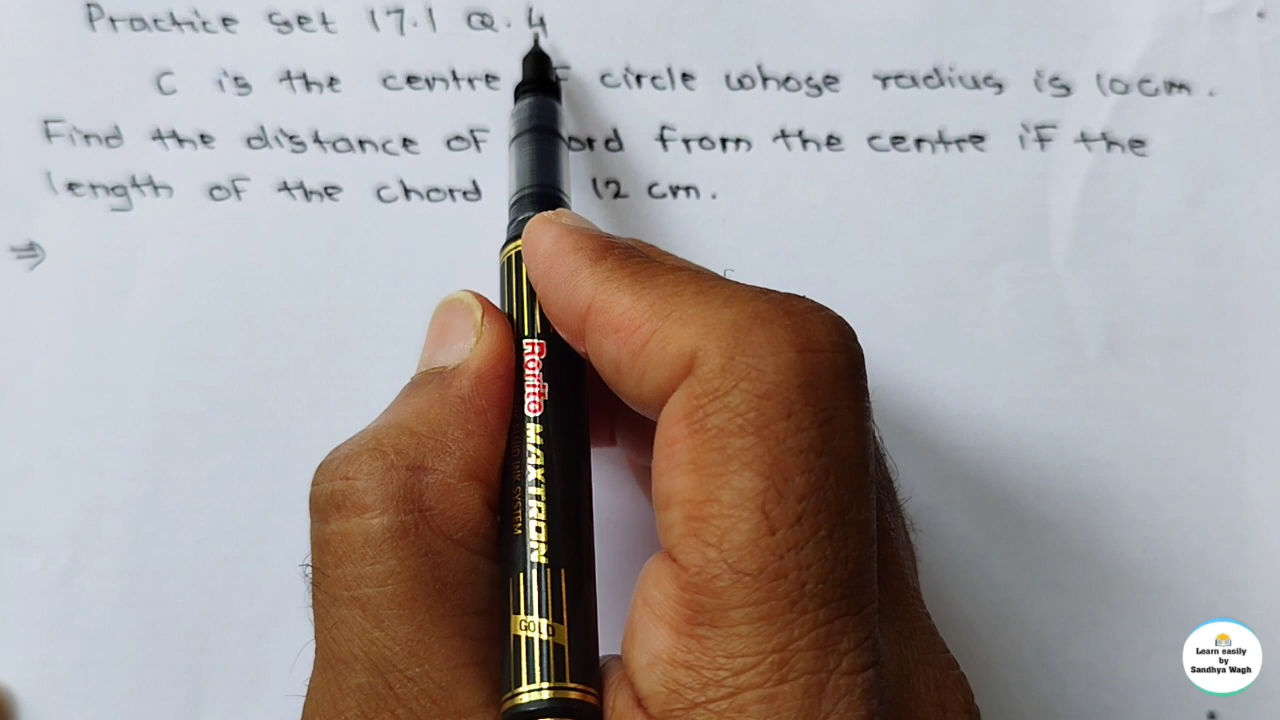 Practice set 17.1 Q.4
C is the centre circle whose radius is 10cm.
Find the distance of from the centre if the
length of the chord 12 cm.
⇒
Rorito MAXTRON
GOLD
Learn easily
by
Sandhya Wagh